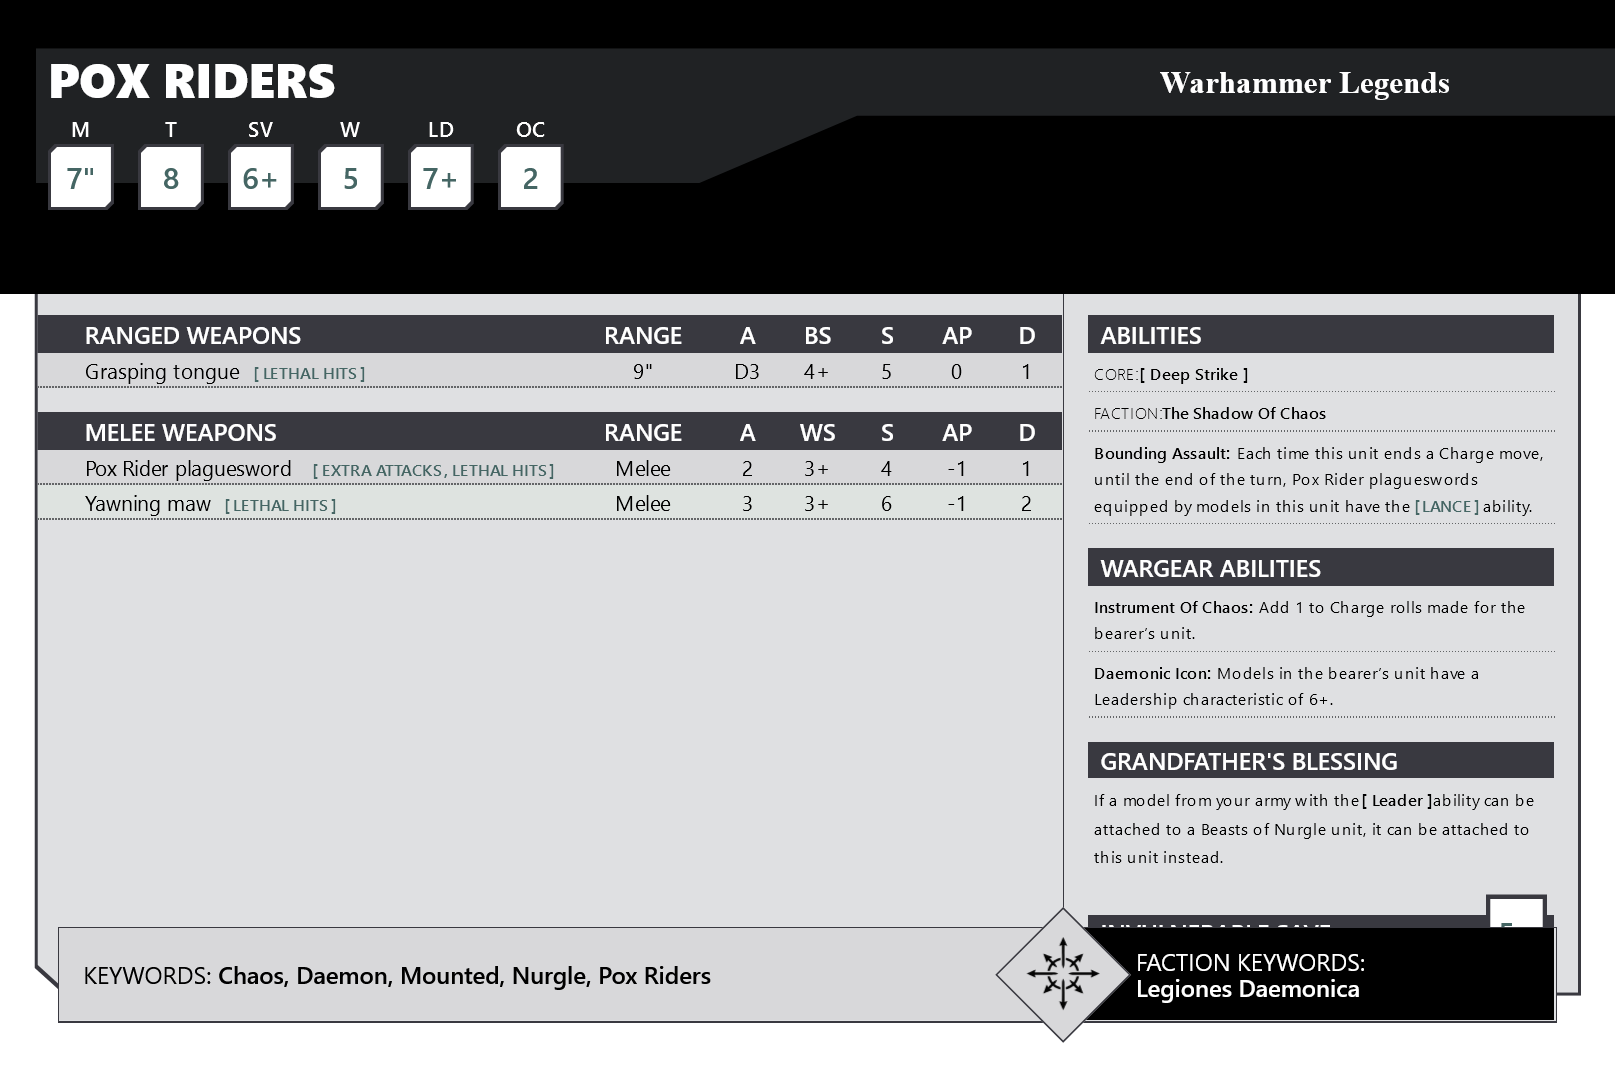 POX RIDERS
Warhammer Legends
M T SV W LD OC
7" 8 6+ 5 7+ 2
RANGED WEAPONS RANGE A BS S AP D
Grasping tongue [ LETHAL HITS ] 9" D3 4+ 5 0 1
MELEE WEAPONS RANGE A WS S AP D
Pox Rider plaguesword [ EXTRA ATTACKS, LETHAL HITS ] Melee 2 3+ 4 -1 1
Yawning maw [ LETHAL HITS ] Melee 3 3+ 6 -1 2
ABILITIES
CORE:[ Deep Strike ]
FACTION:The Shadow Of Chaos
Bounding Assault: Each time this unit ends a Charge move,
until the end of the turn, Pox Rider plagueswords
equipped by models in this unit have the [ LANCE ] ability.
WARGEAR ABILITIES
Instrument Of Chaos: Add 1 to Charge rolls made for the
bearer’s unit.
Daemonic Icon: Models in the bearer’s unit have a
Leadership characteristic of 6+.
GRANDFATHER'S BLESSING
If a model from your army with the[ Leader ]ability can be
attached to a Beasts of Nurgle unit, it can be attached to
this unit instead.
KEYWORDS: Chaos, Daemon, Mounted, Nurgle, Pox Riders
FACTION KEYWORDS:
Legiones Daemonica